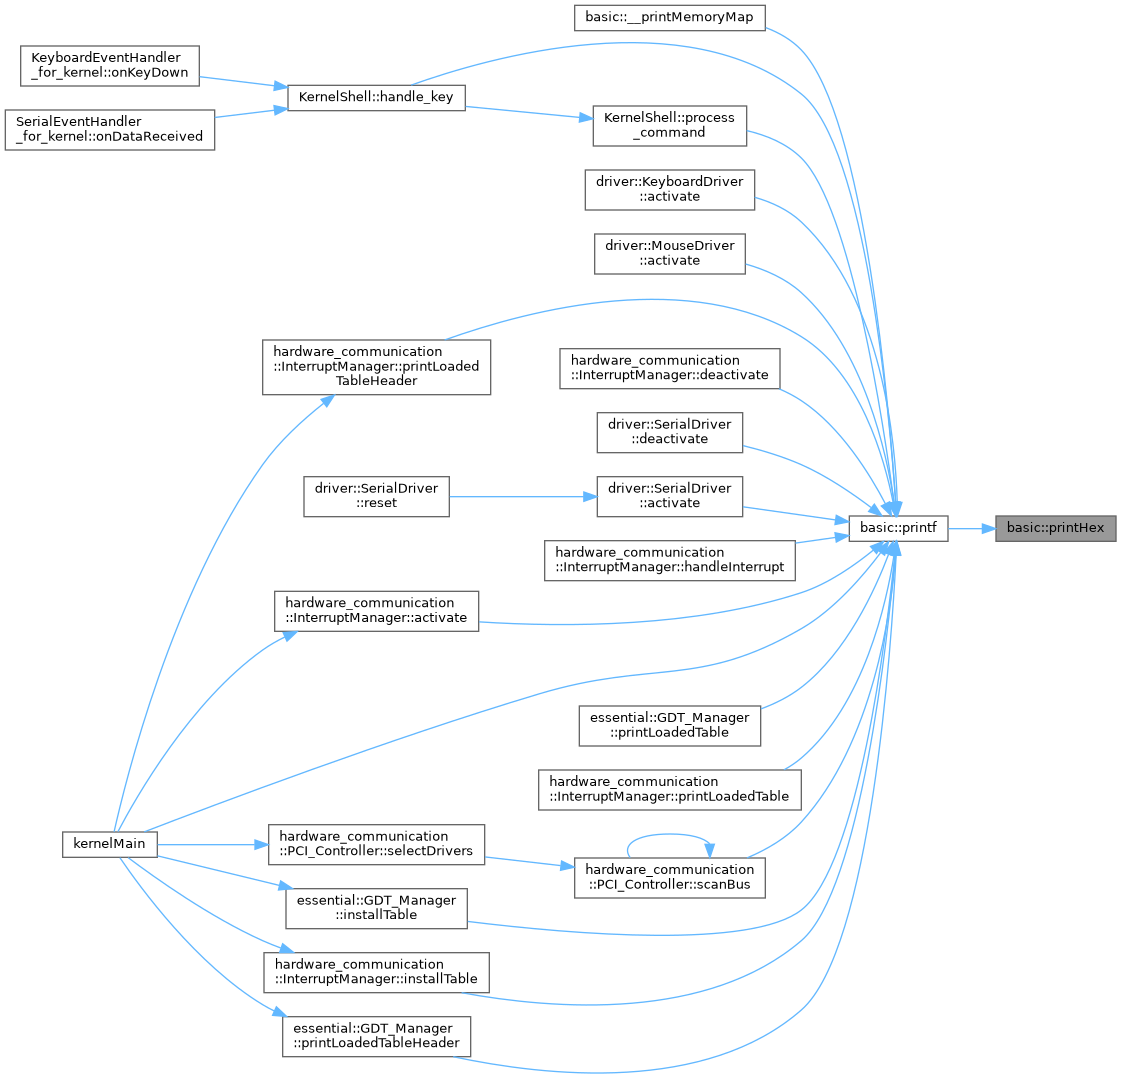 basic::__printMemoryMap
KeyboardEventHandler
_for_kernel::onKeyDown
KernelShell::handle_key
SerialEventHandler
_for_kernel::onDataReceived
KernelShell::process
_command
driver::KeyboardDriver
::activate
driver::MouseDriver
::activate
hardware_communication
::InterruptManager::printLoaded
TableHeader
hardware_communication
::InterruptManager::deactivate
driver::SerialDriver
::deactivate
driver::SerialDriver
::reset
driver::SerialDriver
::activate
basic::printf
basic::printHex
hardware_communication
::InterruptManager::handleInterrupt
hardware_communication
::InterruptManager::activate
essential::GDT_Manager
::printLoadedTable
hardware_communication
::InterruptManager::printLoadedTable
kernelMain
hardware_communication
::PCI_Controller::selectDrivers
hardware_communication
::PCI_Controller::scanBus
essential::GDT_Manager
::installTable
hardware_communication
::InterruptManager::installTable
essential::GDT_Manager
::printLoadedTableHeader